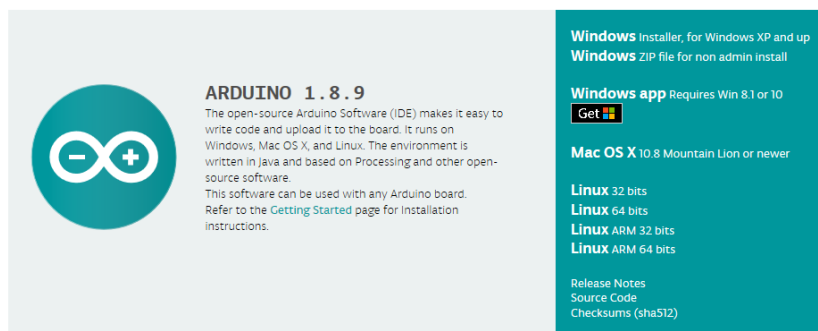 ARDUINO 1.8.9
The open-source Arduino Software (IDE) makes it easy to
write code and upload it to the board. It runs on
Windows, Mac OS X, and Linux. The environment is
written in Java and based on Processing and other open-
source software.
This software can be used with any Arduino board.
Refer to the Getting Started page for Installation
instructions.
Windows Installer, for Windows XP and up
Windows ZIP file for non admin install
Windows app Requires Win 8.1 or 10
Get
Mac OS X 10.8 Mountain Lion or newer
Linux 32 bits
Linux 64 bits
Linux ARM 32 bits
Linux ARM 64 bits
Release Notes
Source Code
Checksums (sha512)